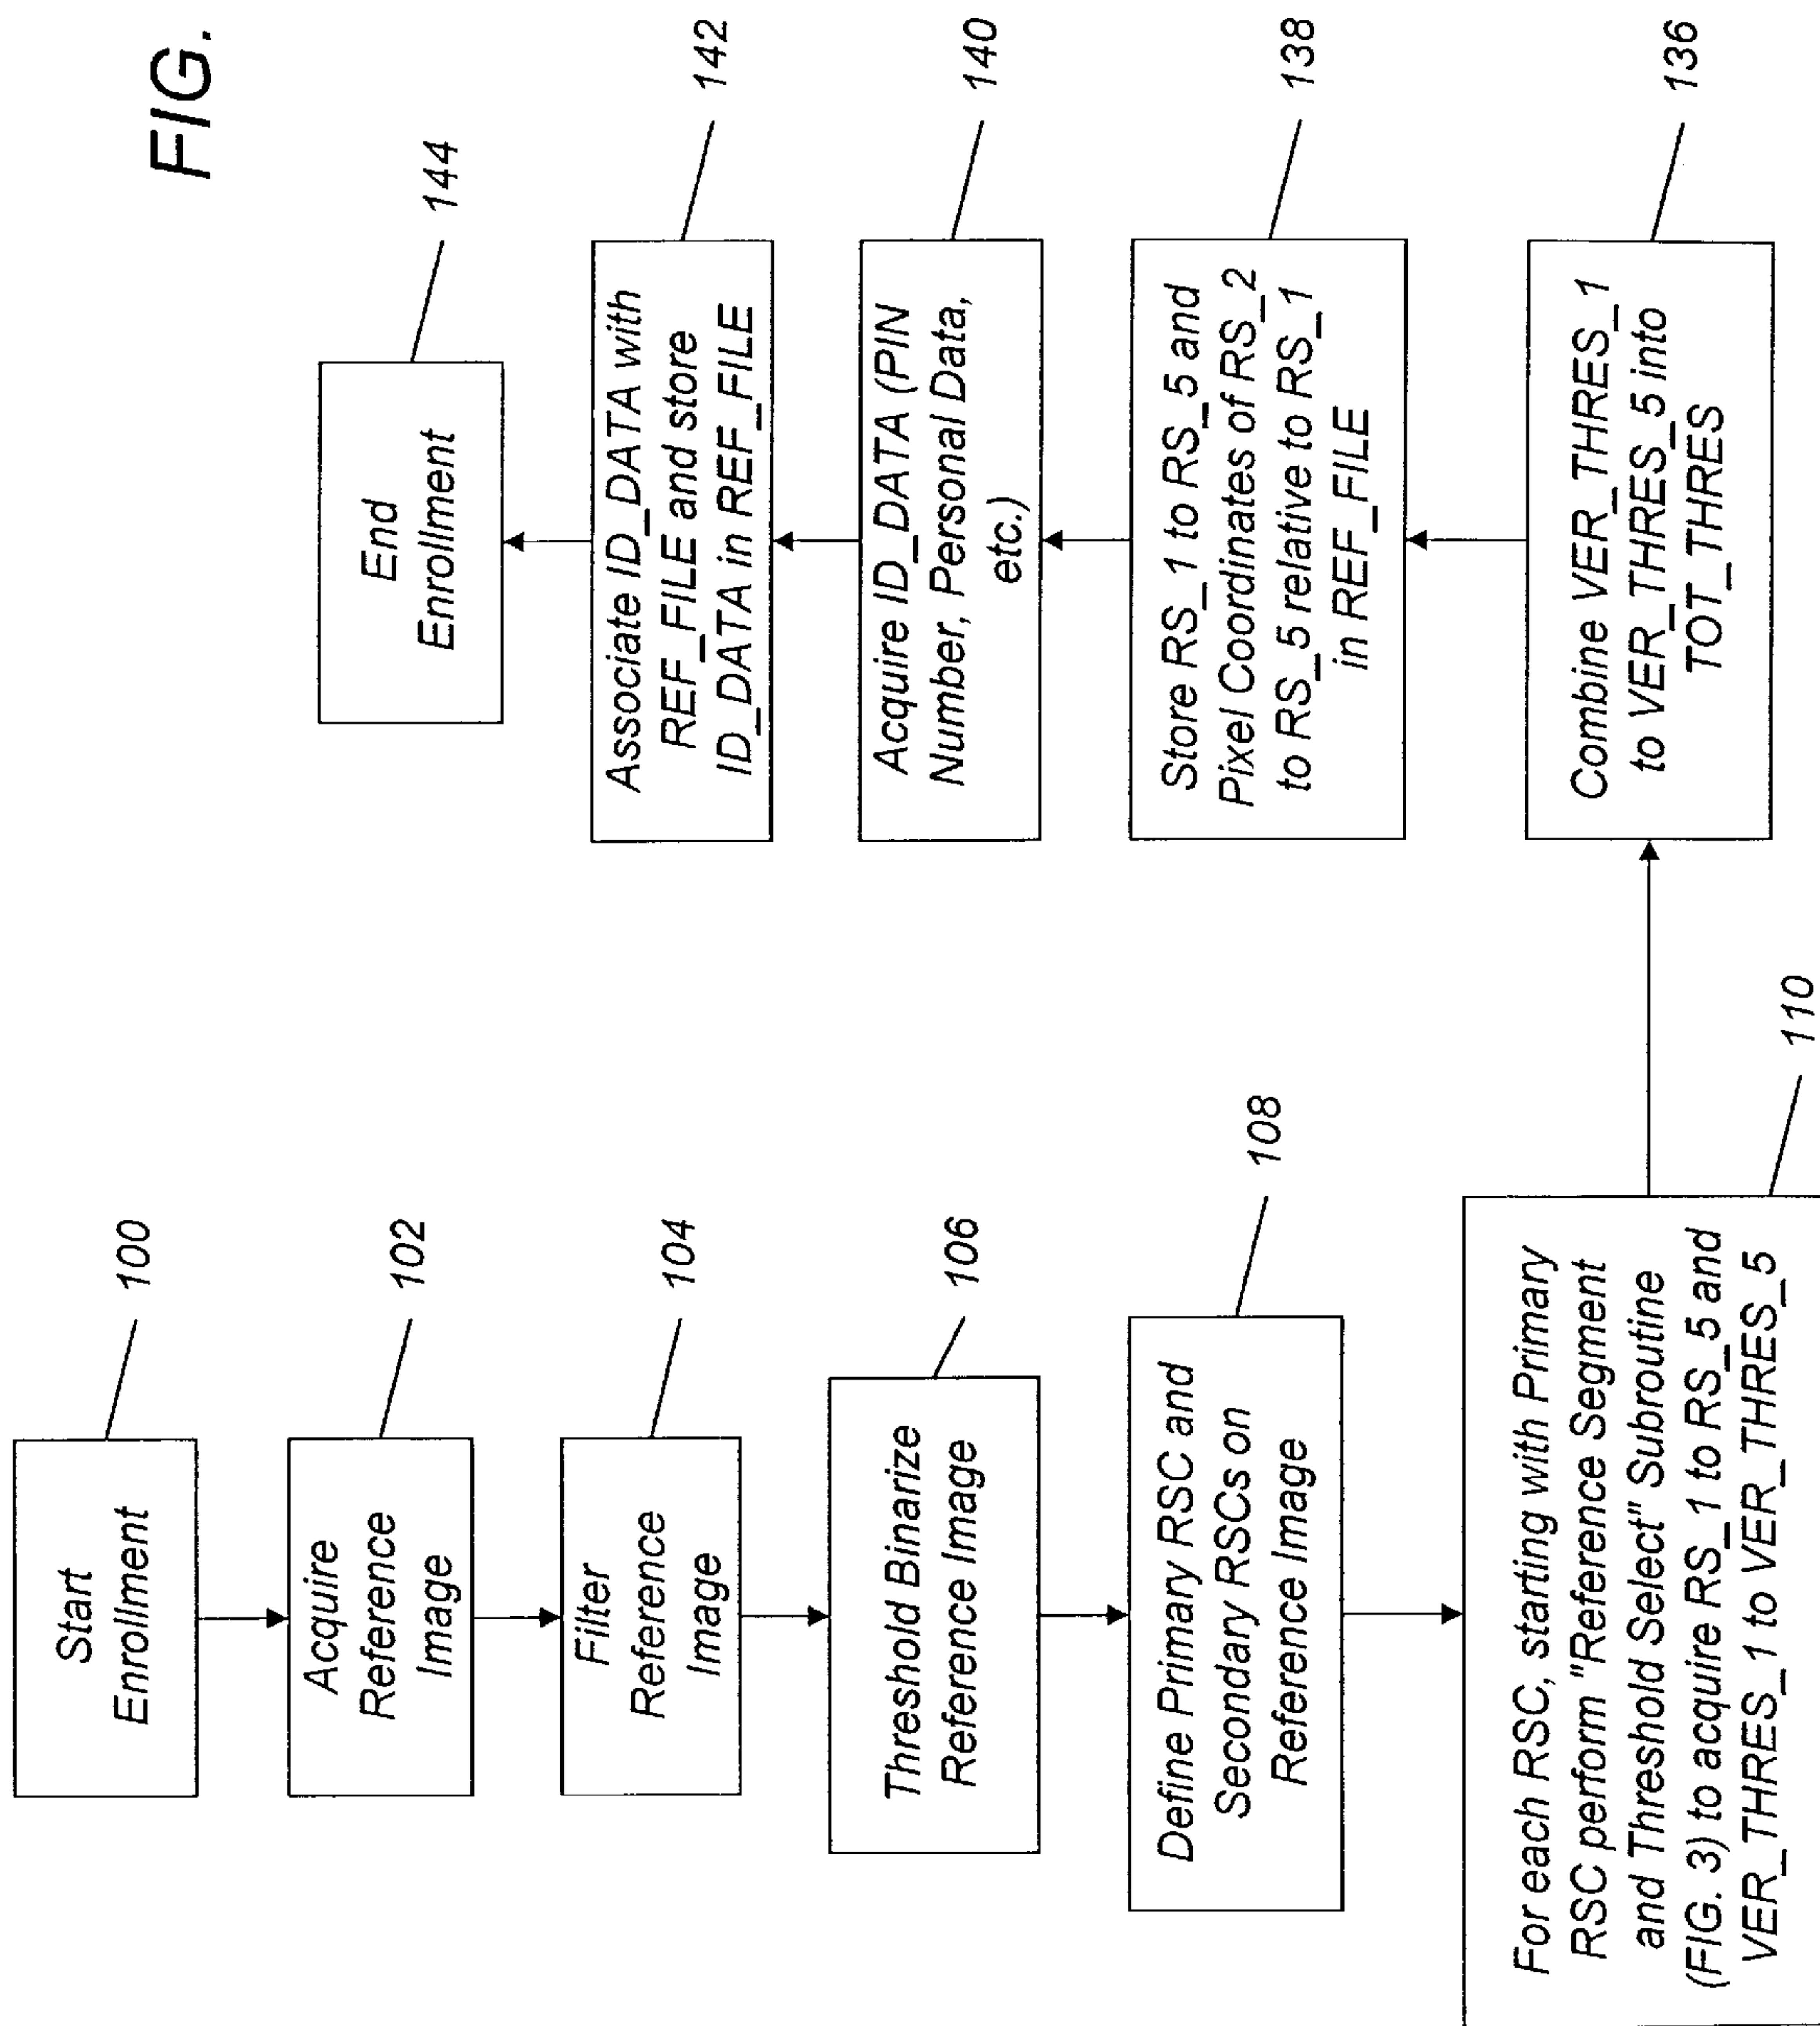 FIG.
Start
Enrollment
100
Acquire
Reference
Image
102
Filter
Reference
Image
104
Threshold Binarize
Reference Image
106
Define Primary RSC and
Secondary RSCs on
Reference Image
108
For each RSC, starting with Primary
RSC perform "Reference Segment
and Threshold Select" Subroutine
(FIG. 3) to acquire RS_1 to RS_5 and
VER_THRES_1 to VER_THRES_5
110
Combine VER_THRES_1
to VER_THRES_5 into
TOT_THRES
136
Store RS_1 to RS_5 and
Pixel Coordinates of RS_2
to RS_5 relative to RS_1
in REF_FILE
138
Acquire ID_DATA (PIN
Number, Personal Data,
etc.)
140
Associate ID_DATA with
REF_FILE and store
ID_DATA in REF_FILE
142
End
Enrollment
144